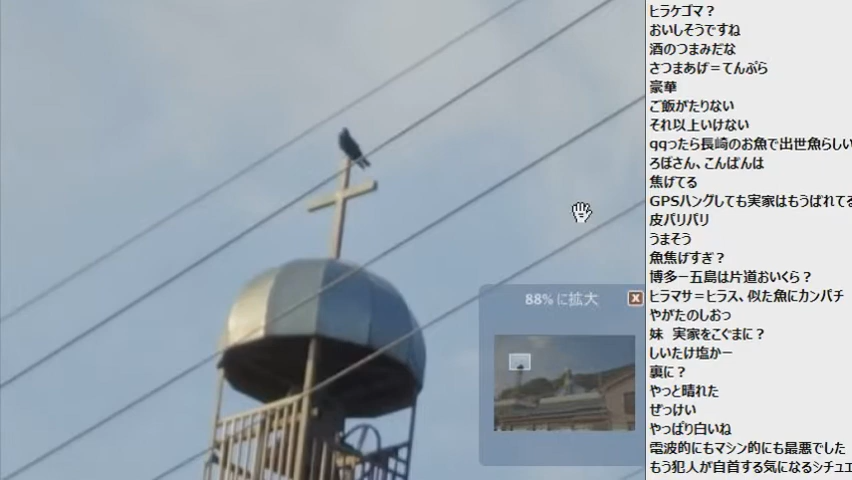 ヒラケゴマ？
おいしそうですね
酒のつまみだな
さつまあげ＝てんぷら
豪華
ご飯がたりない
それ以上いけない
qqったら長崎のお魚で出世魚らしい
ろぼさん、こんばんは
焦げてる
GPSハングしても実家はもうばれてる
皮パリパリ
うまそう
魚焦げすぎ？
博多－五島は片道おいくら？
ヒラマサ＝ヒラス、似た魚にカンパチ
やがたのしおっ
妹　実家をこぐまに？
しいたけ塩かー
裏に？
やっと晴れた
ぜっけい
やっぱり白いね
電波的にもマシン的にも最悪でした
もう犯人が自首する気になるシチュエ
88% に拡大